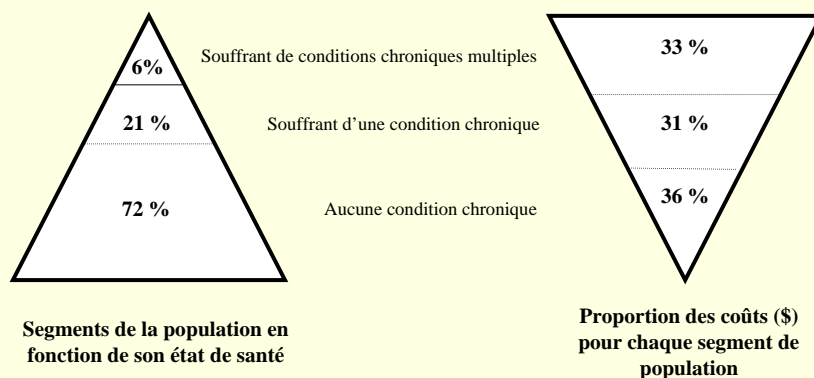 6%
Souffrant de conditions chroniques multiples
33 %
21 %
Souffrant d’une condition chronique
31 %
72 %
Aucune condition chronique
36 %
Segments de la population en
fonction de son état de santé
Proportion des coûts ($)
pour chaque segment de
population